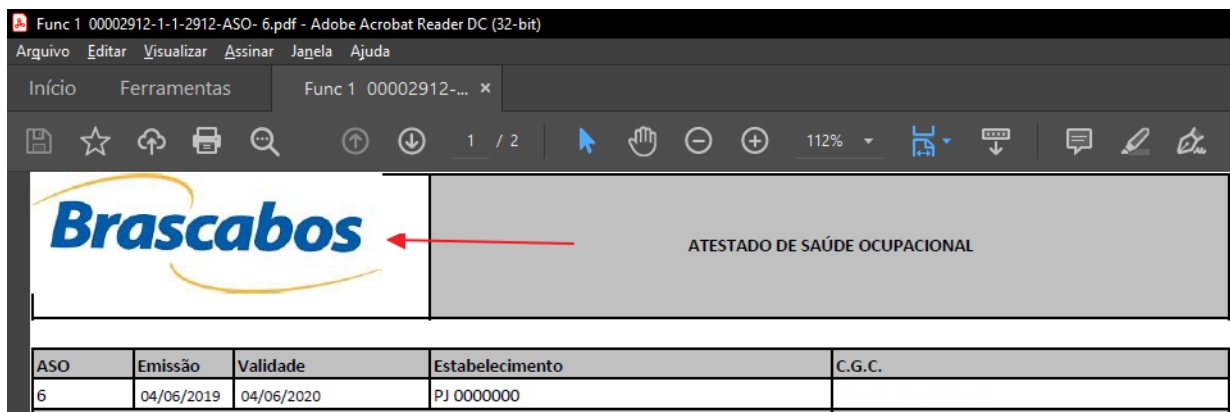 Func 1 00002912-1-1-2912-ASO- 6.pdf - Adobe Acrobat Reader DC (32-bit)
Arquivo Editar Visualizar Assinar Janela Ajuda
Início Ferramentas Func 1 00002912-... ×
1 / 2 112%
Brascabos
ATESTADO DE SAÚDE OCUPACIONAL
ASO Emissão Validade Estabelecimento C.G.C.
6 04/06/2019 04/06/2020 PJ 0000000